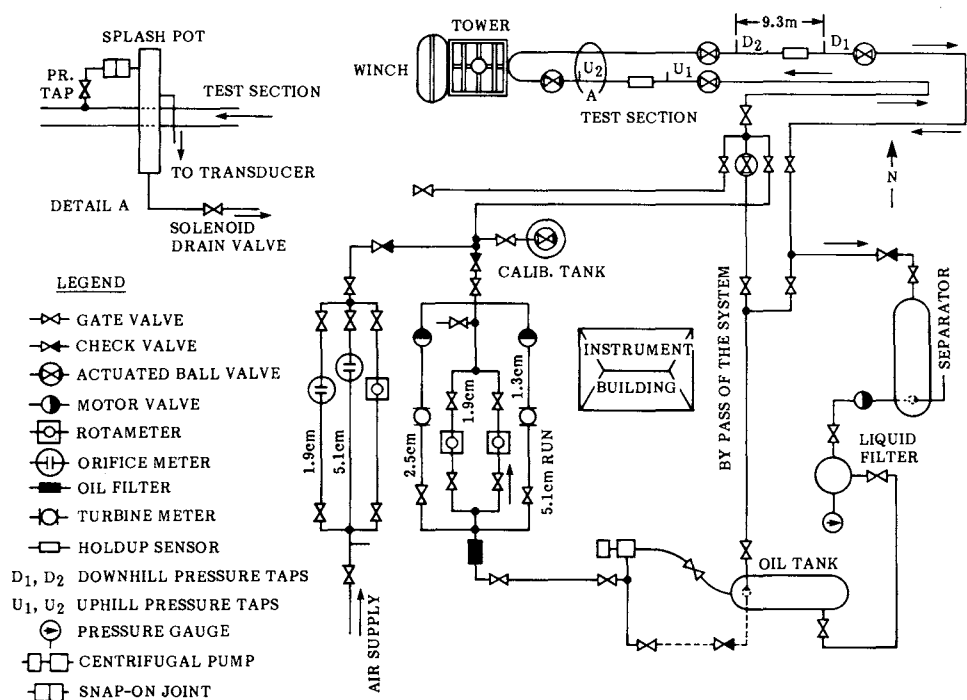 SPLASH POT
PR.
TAP
TEST SECTION
TO TRANSDUCER
DETAIL A
SOLENOID
DRAIN VALVE
TOWER
WINCH
9.3m
D2
D1
U2
U1
A
TEST SECTION
N
CALIB. TANK
LEGEND
GATE VALVE
CHECK VALVE
ACTUATED BALL VALVE
MOTOR VALVE
ROTAMETER
ORIFICE METER
OIL FILTER
TURBINE METER
HOLDUP SENSOR
D1, D2 DOWNHILL PRESSURE TAPS
U1, U2 UPHILL PRESSURE TAPS
PRESSURE GAUGE
CENTRIFUGAL PUMP
SNAP-ON JOINT
1.9cm
5.1cm
AIR SUPPLY
2.5cm
1.9cm
1.3cm
5.1cm RUN
INSTRUMENT
BUILDING
BY PASS OF THE SYSTEM
SEPARATOR
LIQUID
FILTER
OIL TANK